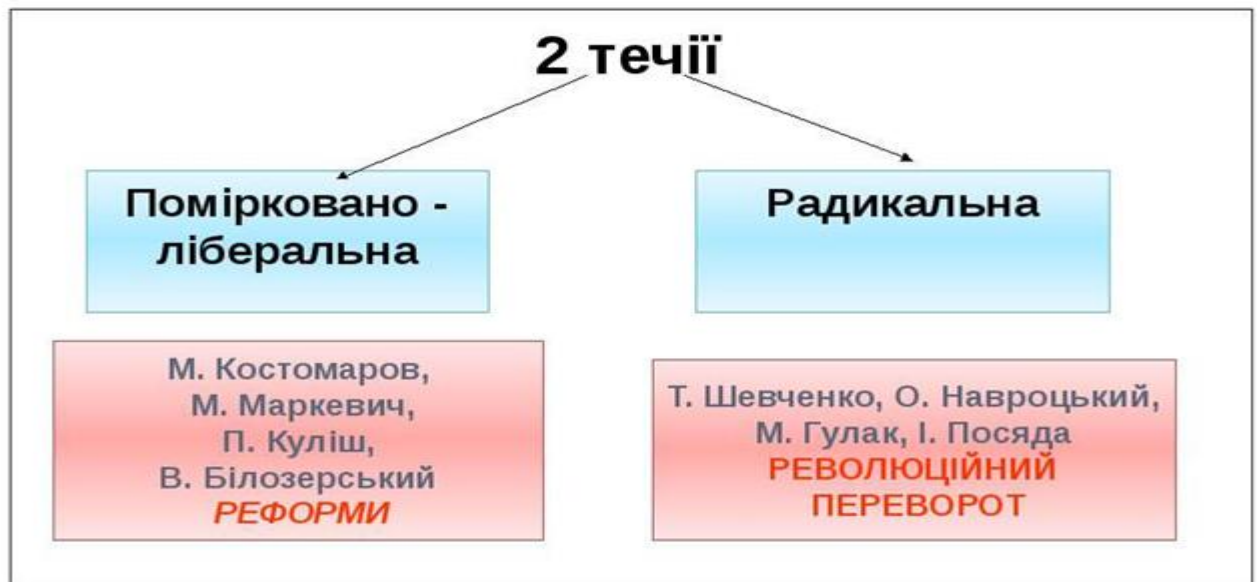 2 течії
Помірковано -
ліберальна
Радикальна
М. Костомаров,
М. Маркевич,
П. Куліш,
В. Білозерський
РЕФОРМИ
Т. Шевченко, О. Навроцький,
М. Гулак, І. Посяда
РЕВОЛЮЦІЙНИЙ
ПЕРЕВОРОТ